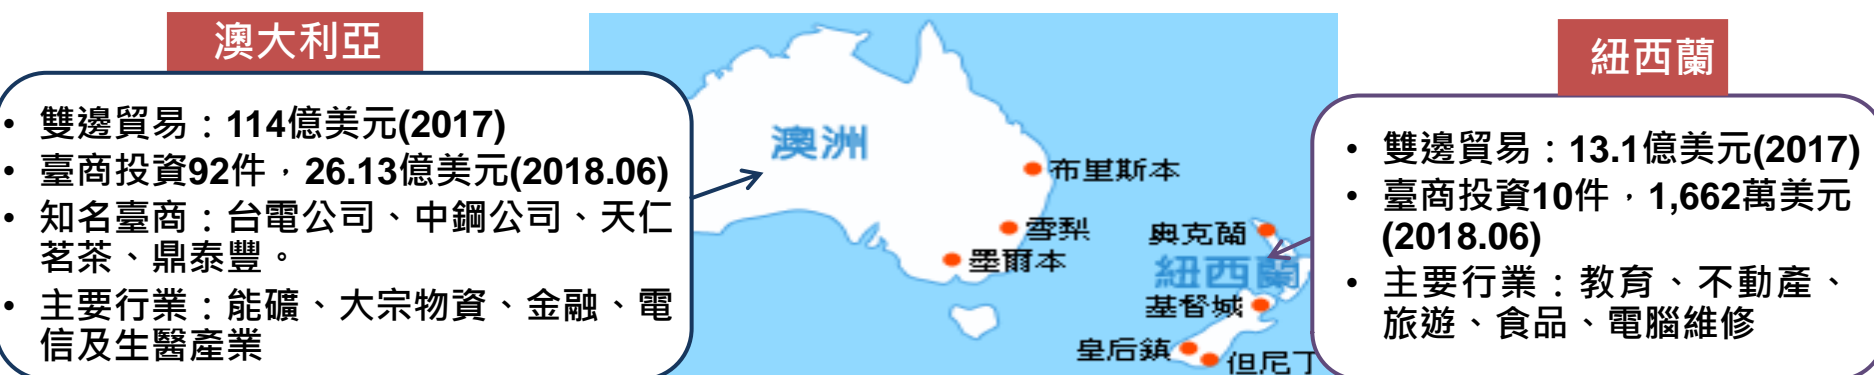 澳大利亞
• 雙邊貿易：114億美元(2017)
• 臺商投資92件，26.13億美元(2018.06)
• 知名臺商：台電公司、中鋼公司、天仁
茗茶、鼎泰豐。
• 主要行業：能礦、大宗物資、金融、電
信及生醫產業
澳洲
布里斯本
雪梨
墨爾本
奧克蘭
紐西蘭
基督城
皇后鎮
但尼丁
紐西蘭
• 雙邊貿易：13.1億美元(2017)
• 臺商投資10件，1,662萬美元
(2018.06)
• 主要行業：教育、不動產、
旅遊、食品、電腦維修